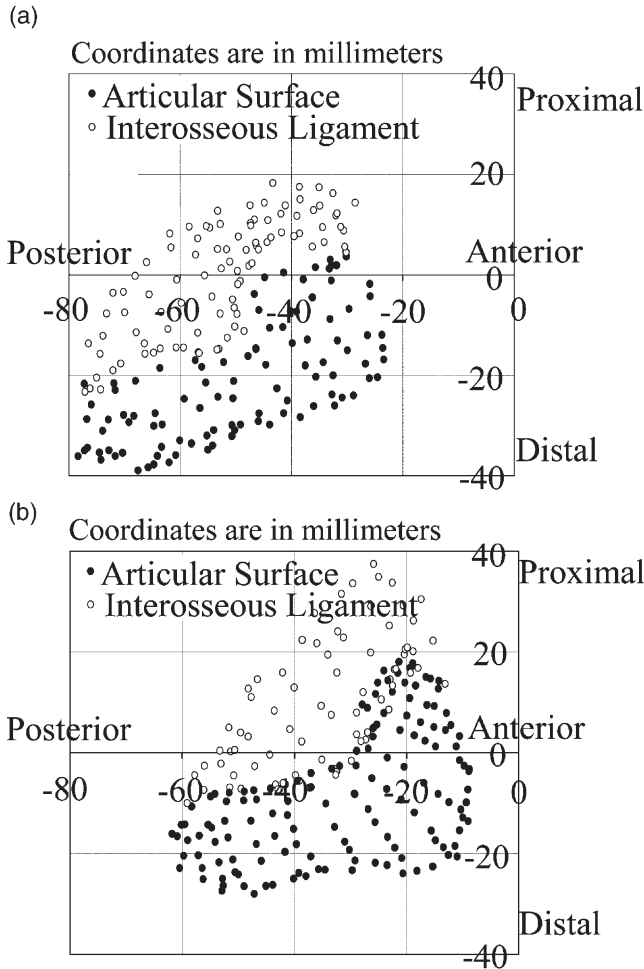 (a)
Coordinates are in millimeters
40
• Articular Surface
Proximal
○ Interosseous Ligament
20
Posterior
Anterior
0
-80 -60 -40 -20 0
-20
Distal
-40
(b)
Coordinates are in millimeters
40
• Articular Surface
Proximal
○ Interosseous Ligament
20
Posterior
Anterior
0
-80 -60 -40 -20 0
-20
Distal
-40